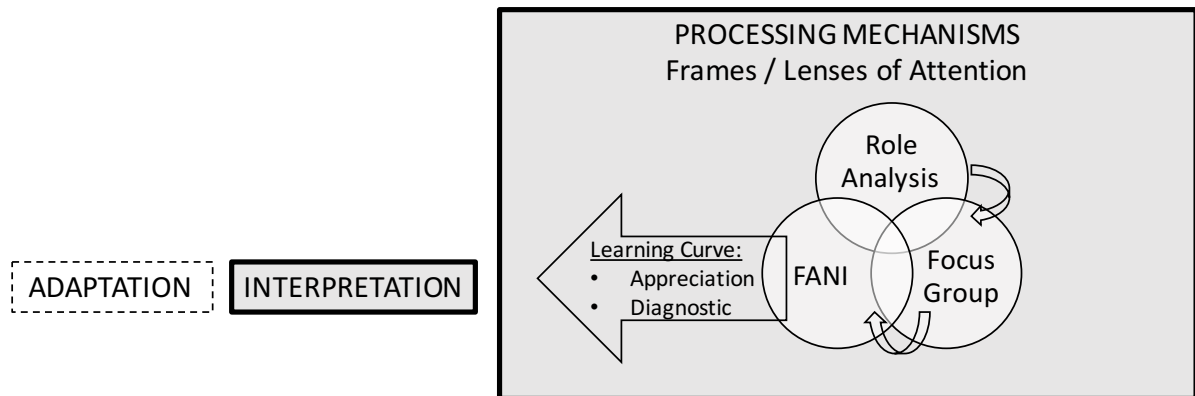 PROCESSING MECHANISMS
Frames / Lenses of Attention
Role
Analysis
Learning Curve:
• Appreciation
• Diagnostic
FANI
Focus
Group
ADAPTATION
INTERPRETATION